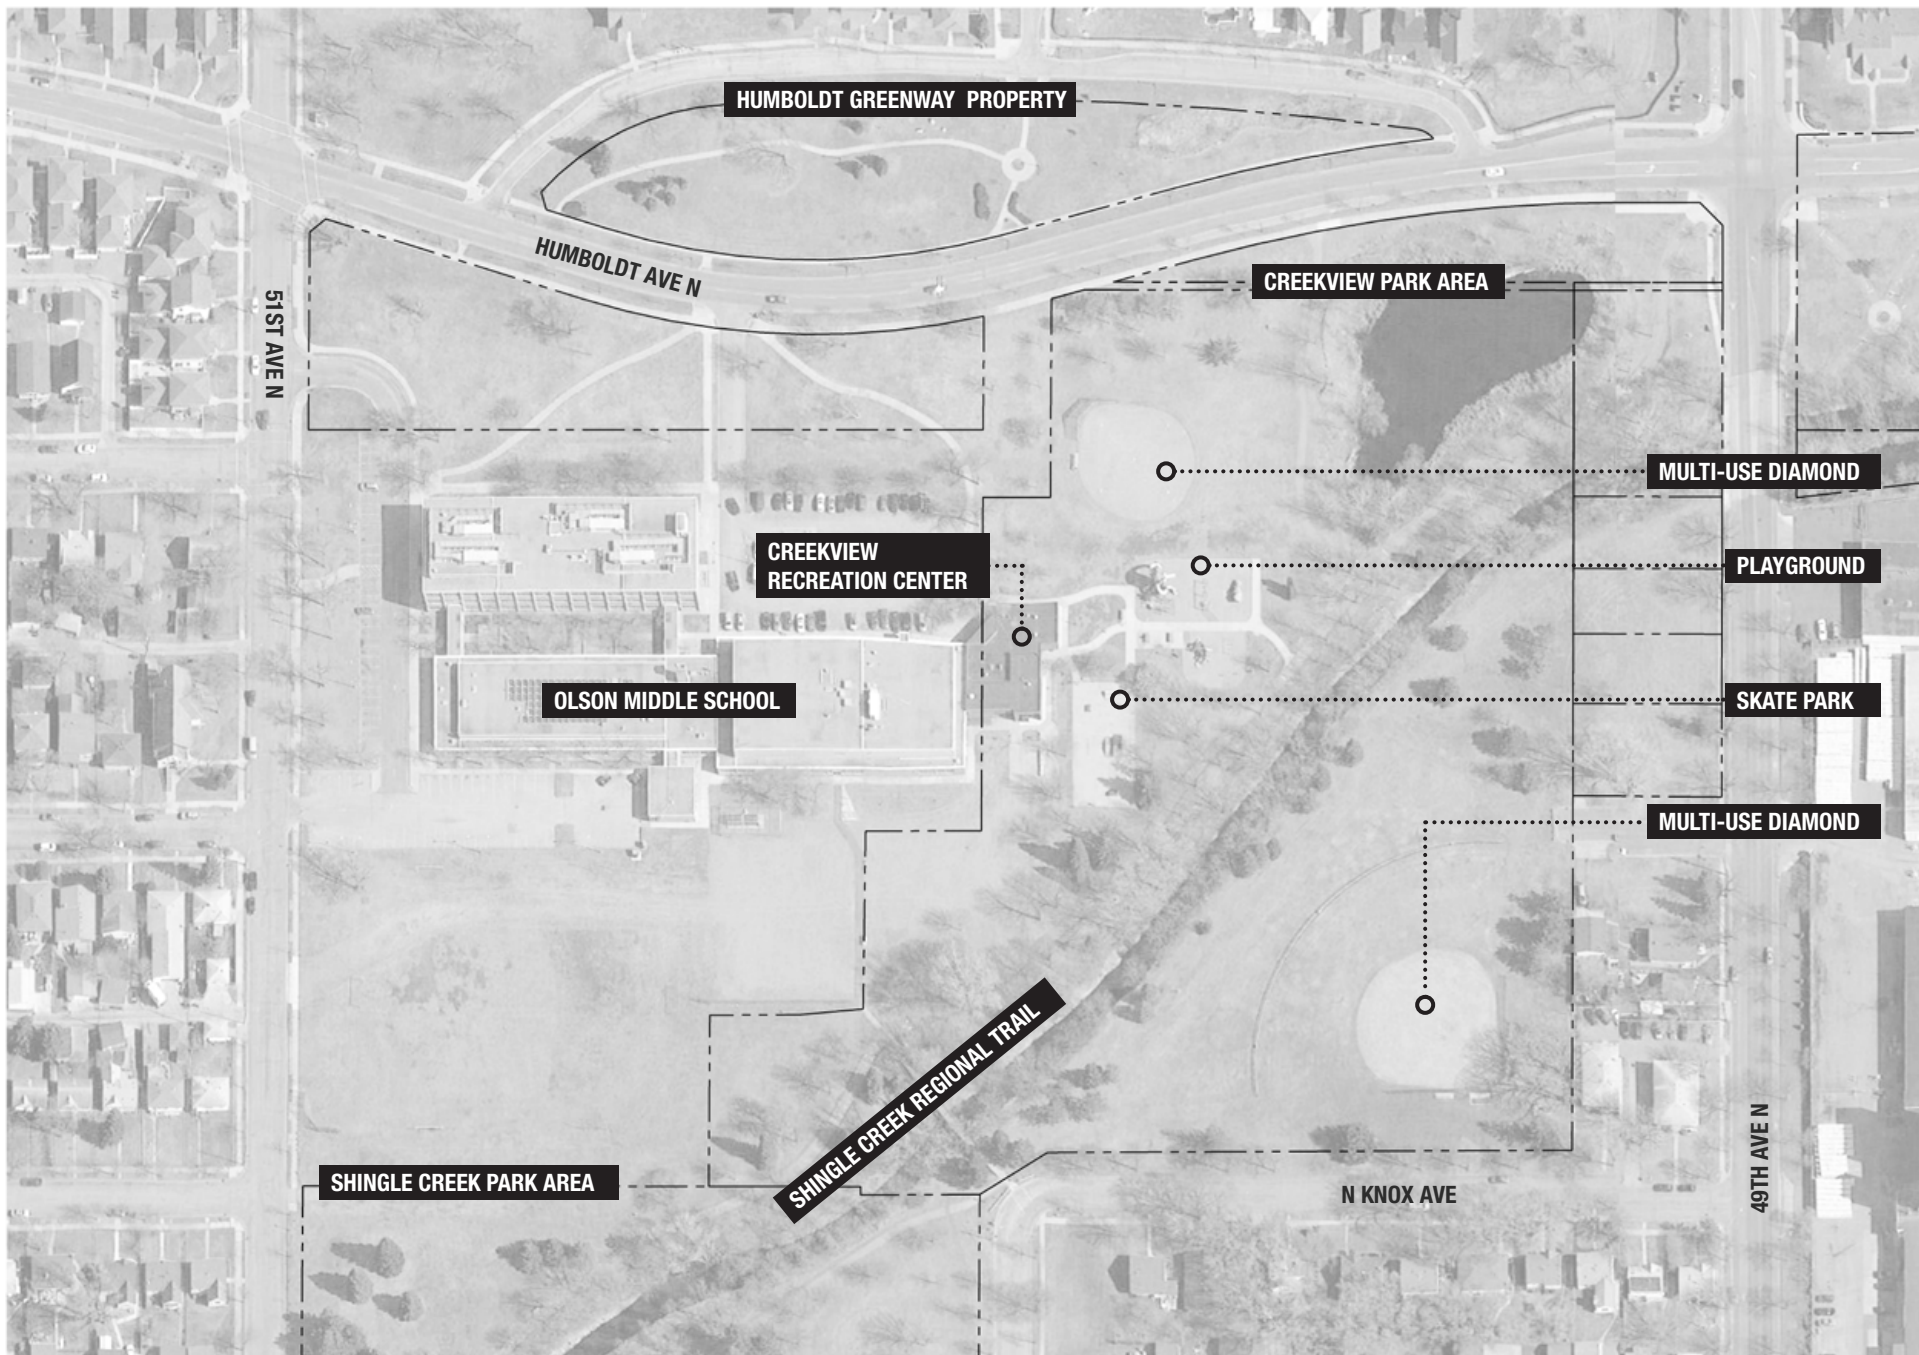 HUMBOLDT GREENWAY PROPERTY
HUMBOLDT AVE N
CREEKVIEW PARK AREA
51ST AVE N
MULTI-USE DIAMOND
CREEKVIEW
RECREATION CENTER
PLAYGROUND
OLSON MIDDLE SCHOOL
SKATE PARK
MULTI-USE DIAMOND
SHINGLE CREEK REGIONAL TRAIL
SHINGLE CREEK PARK AREA
N KNOX AVE
49TH AVE N